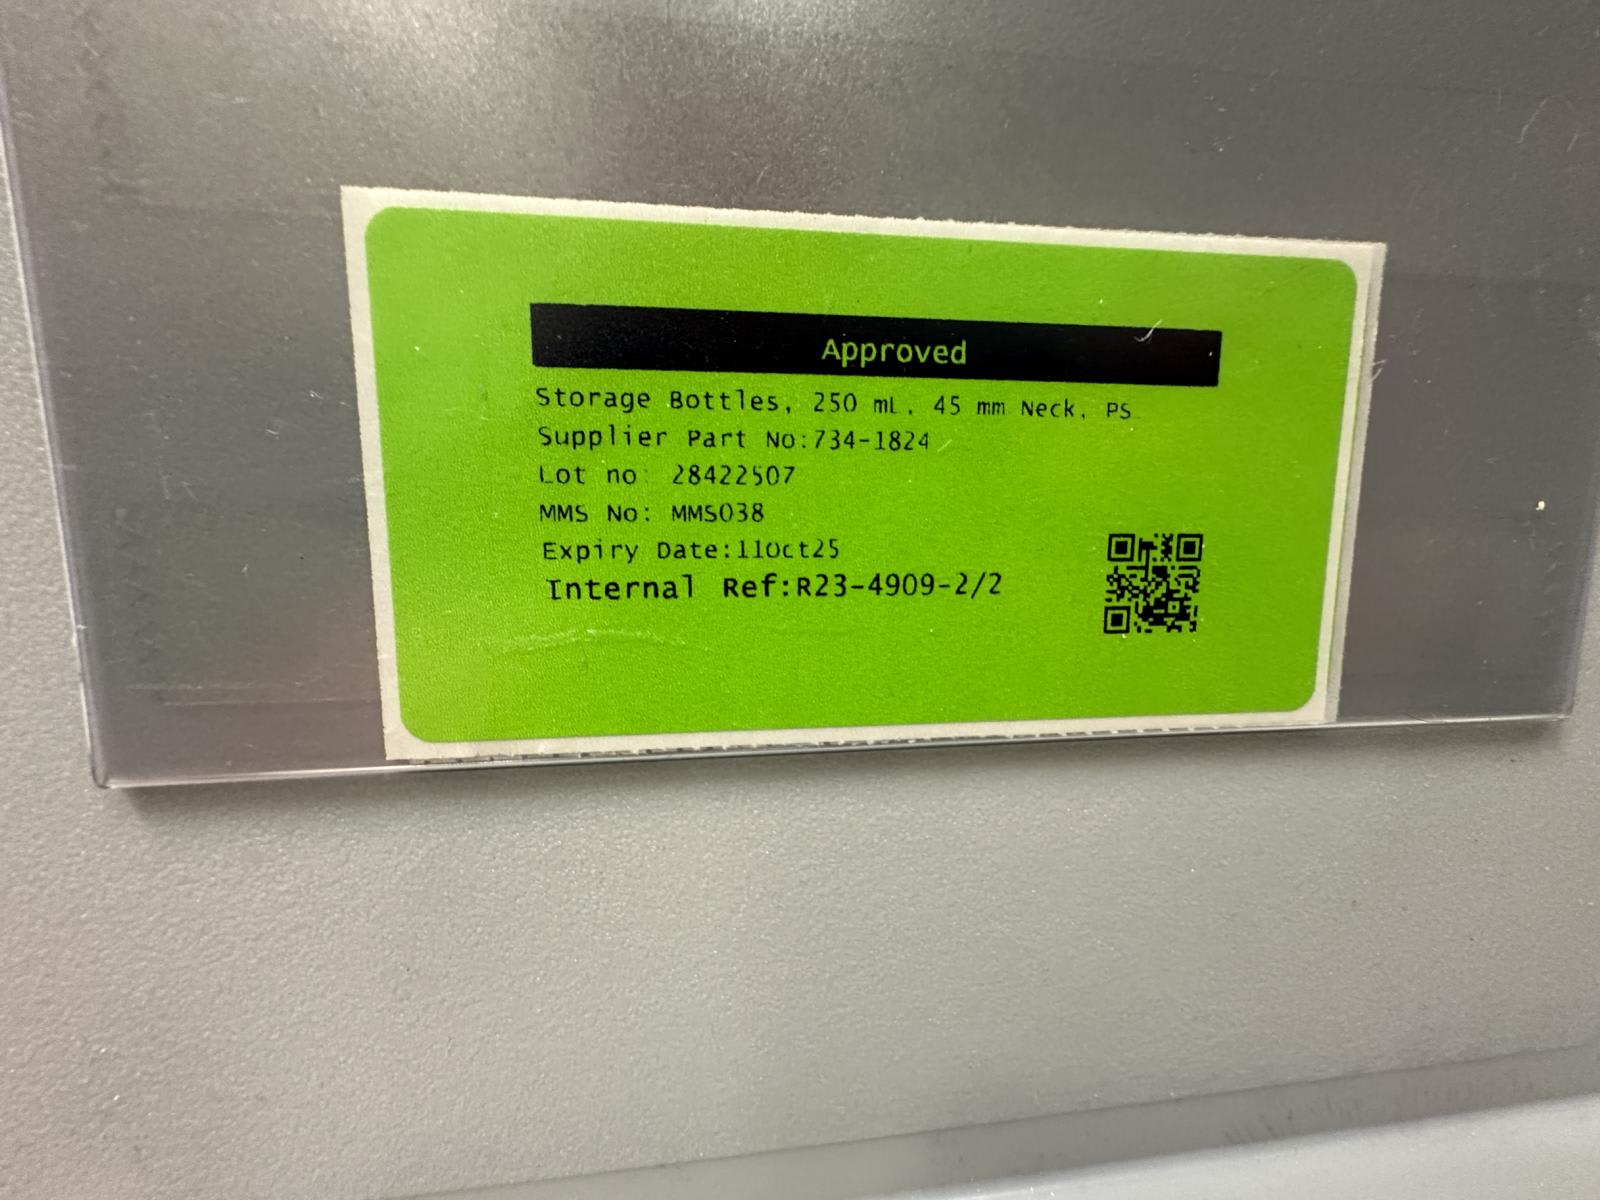 Approved
Storage Bottles, 250 mL, 45 mm Neck, PS
Supplier Part No:734-1824
Lot no: 28422507
MMS No: MMS038
Expiry Date:11Oct25
Internal Ref:R23-4909-2/2